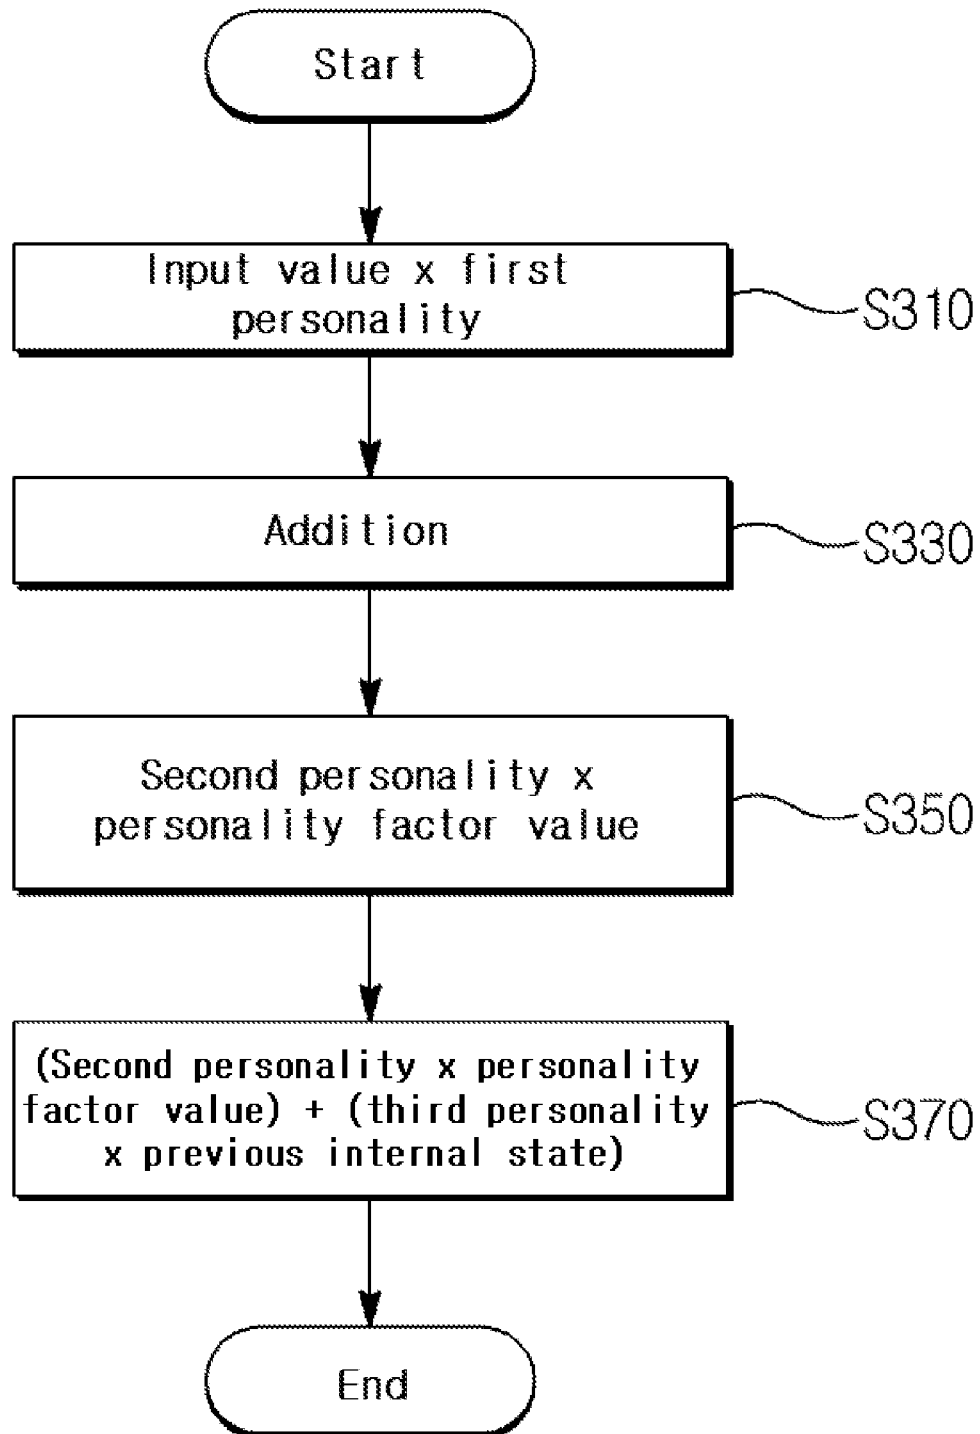 Start
Input value x first
personality
S310
Addition
S330
Second personality x
personality factor value
S350
(Second personality x personality
factor value) + (third personality
x previous internal state)
S370
End